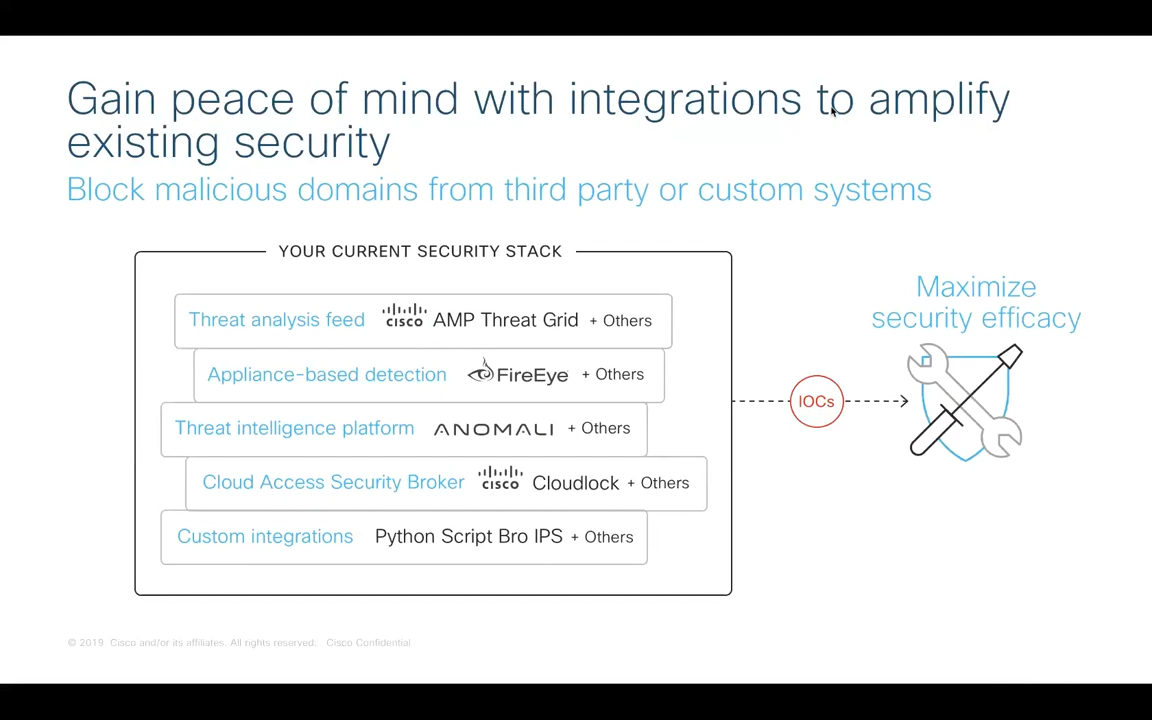 Gain peace of mind with integrations to amplify
existing security
Block malicious domains from third party or custom systems
YOUR CURRENT SECURITY STACK
Threat analysis feed CISCO AMP Threat Grid + Others
Appliance-based detection FireEye + Others
Threat intelligence platform ANOMALI + Others
Cloud Access Security Broker CISCO Cloudlock + Others
Custom integrations Python Script Bro IPS + Others
IOCs
Maximize
security efficacy
© 2019 Cisco and/or its affiliates. All rights reserved. Cisco Confidential